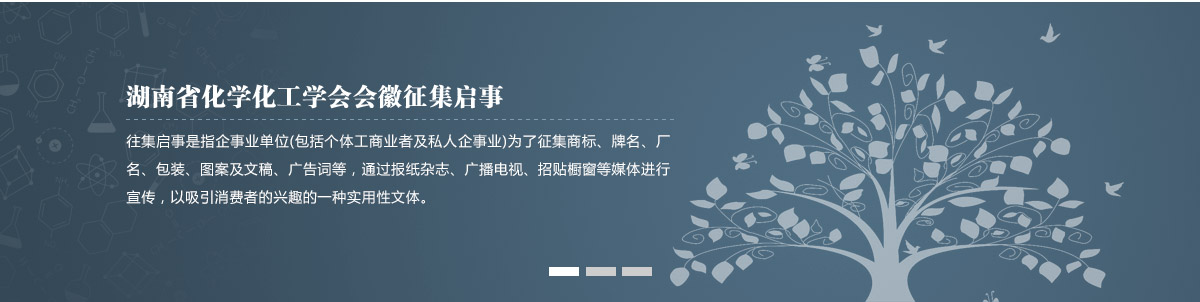 湖南省化学化工学会会徽征集启事
往集启事是指企事业单位(包括个体工商业者及私人企事业)为了征集商标、牌名、厂
名、包装、图案及文稿、广告词等，通过报纸杂志、广播电视、招贴橱窗等媒体进行
宣传，以吸引消费者的兴趣的一种实用性文体。